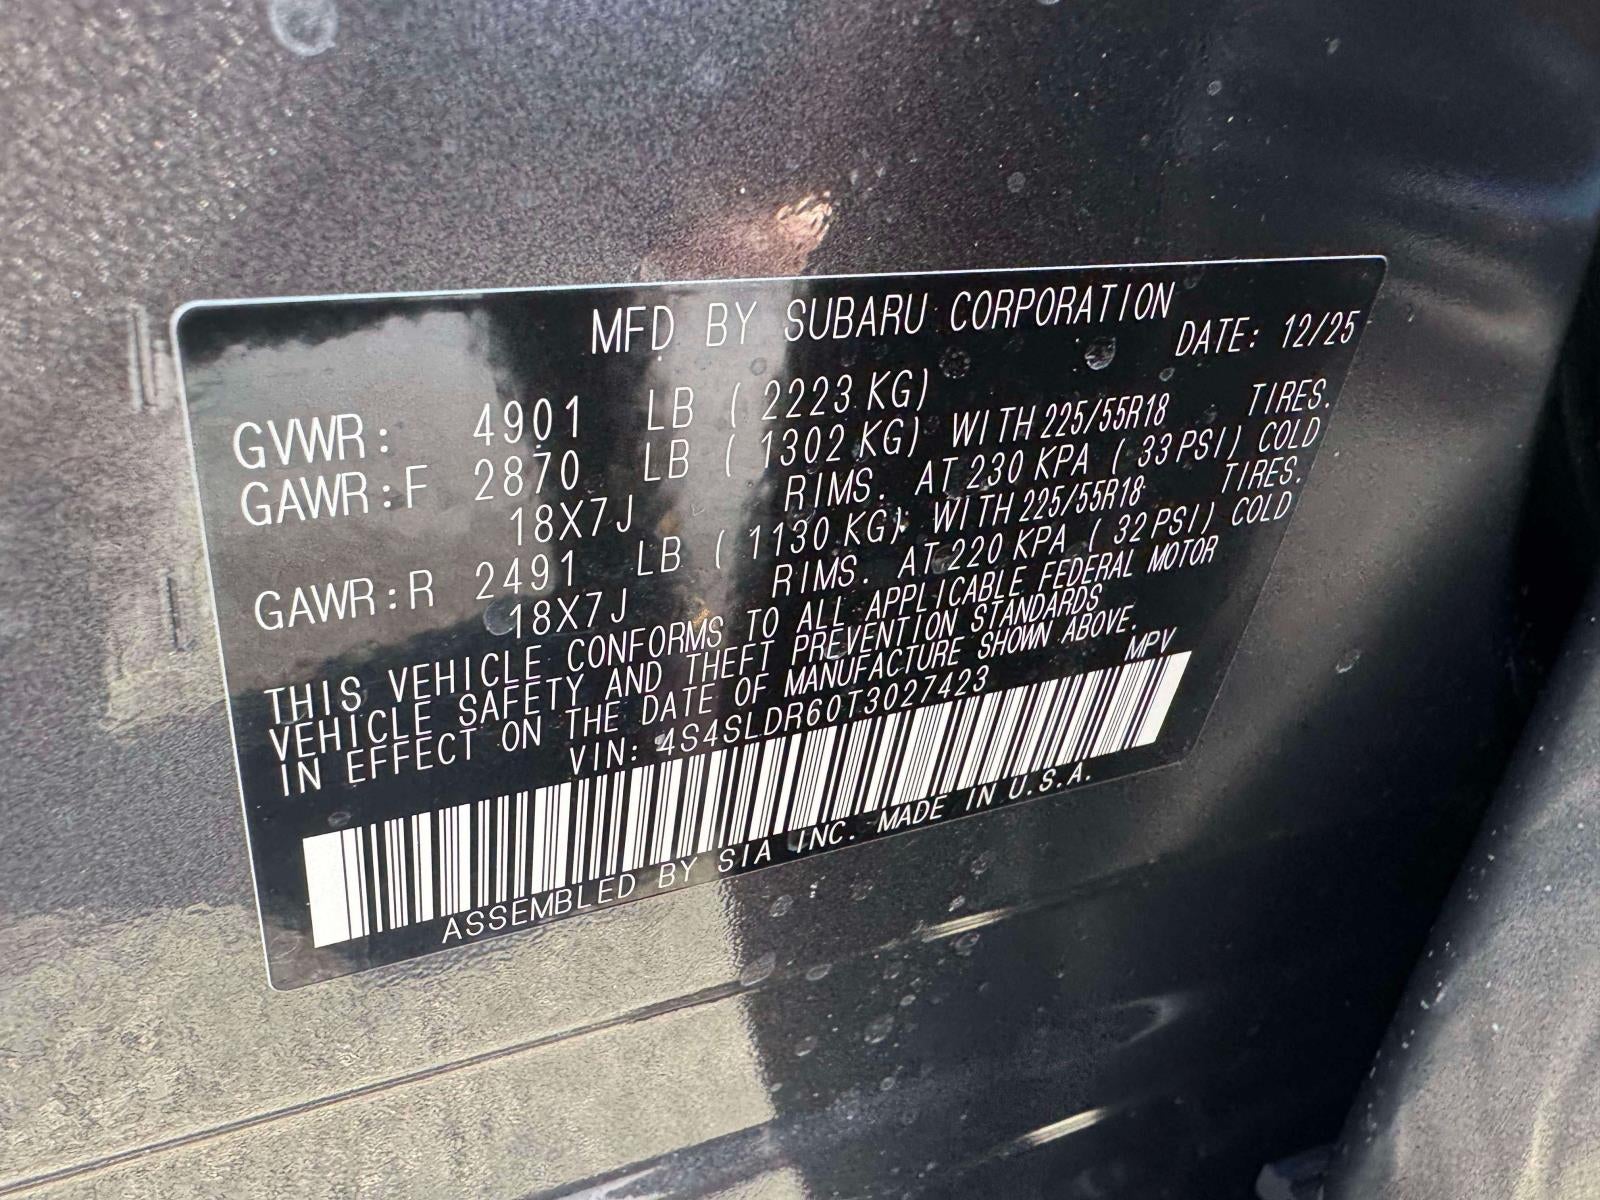 MFD BY SUBARU CORPORATION
DATE: 12/25
GVWR: 4901 LB ( 2223 KG)
GAWR:F 2870 LB ( 1302 KG) WITH 225/55R18 TIRES.
18X7J RIMS. AT 230 KPA ( 33 PSI) COLD
GAWR:R 2491 LB ( 1130 KG) WITH 225/55R18 TIRES.
18X7J RIMS. AT 220 KPA ( 32 PSI) COLD
THIS VEHICLE CONFORMS TO ALL APPLICABLE FEDERAL MOTOR
VEHICLE SAFETY AND THEFT PREVENTION STANDARDS
IN EFFECT ON THE DATE OF MANUFACTURE SHOWN ABOVE.
VIN: 4S4SLDR60T3027423 MPV
ASSEMBLED BY SIA INC. MADE IN U.S.A.